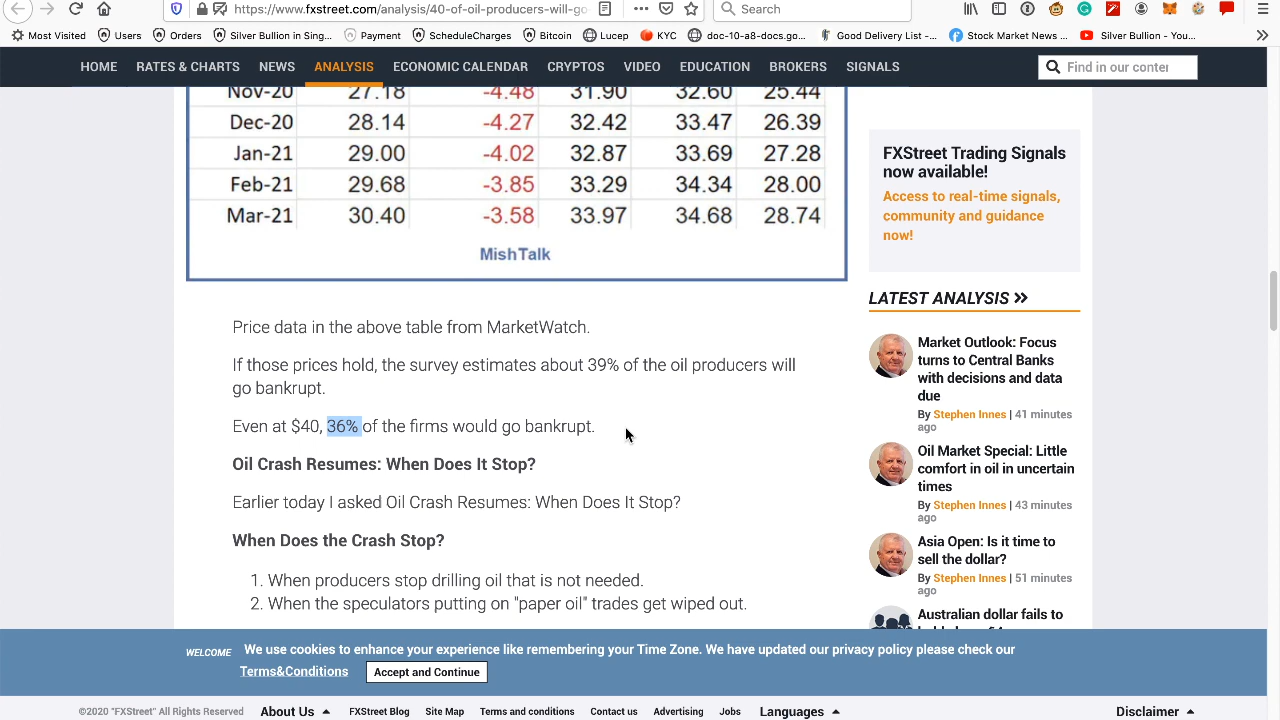 https://www.fxstreet.com/analysis/40-of-oil-producers-will-go
Search
Most Visited Users Orders Silver Bullion in Sing... Payment ScheduleCharges Bitcoin Lucep KYC doc-10-a8-docs.go... Good Delivery List -... Stock Market News ... Silver Bullion - You...
HOME RATES & CHARTS NEWS ANALYSIS ECONOMIC CALENDAR CRYPTOS VIDEO EDUCATION BROKERS SIGNALS
Find in our conter
Nov-20 27.18 -4.48 31.90 32.60 25.44
Dec-20 28.14 -4.27 32.42 33.47 26.39
Jan-21 29.00 -4.02 32.87 33.69 27.28
Feb-21 29.68 -3.85 33.29 34.34 28.00
Mar-21 30.40 -3.58 33.97 34.68 28.74
MishTalk
Price data in the above table from MarketWatch.
If those prices hold, the survey estimates about 39% of the oil producers will
go bankrupt.
Even at $40, 36% of the firms would go bankrupt.
Oil Crash Resumes: When Does It Stop?
Earlier today I asked Oil Crash Resumes: When Does It Stop?
When Does the Crash Stop?
1. When producers stop drilling oil that is not needed.
2. When the speculators putting on "paper oil" trades get wiped out.
FXStreet Trading Signals
now available!
Access to real-time signals,
community and guidance
now!
LATEST ANALYSIS
Market Outlook: Focus
turns to Central Banks
with decisions and data
due
By Stephen Innes | 41 minutes
ago
Oil Market Special: Little
comfort in oil in uncertain
times
By Stephen Innes | 43 minutes
ago
Asia Open: Is it time to
sell the dollar?
By Stephen Innes | 51 minutes
ago
Australian dollar fails to
WELCOME We use cookies to enhance your experience like remembering your Time Zone. We have updated our privacy policy please check our
Terms&Conditions Accept and Continue
©2020 "FXStreet" All Rights Reserved About Us FXStreet Blog Site Map Terms and conditions Contact us Advertising Jobs Languages Disclaimer